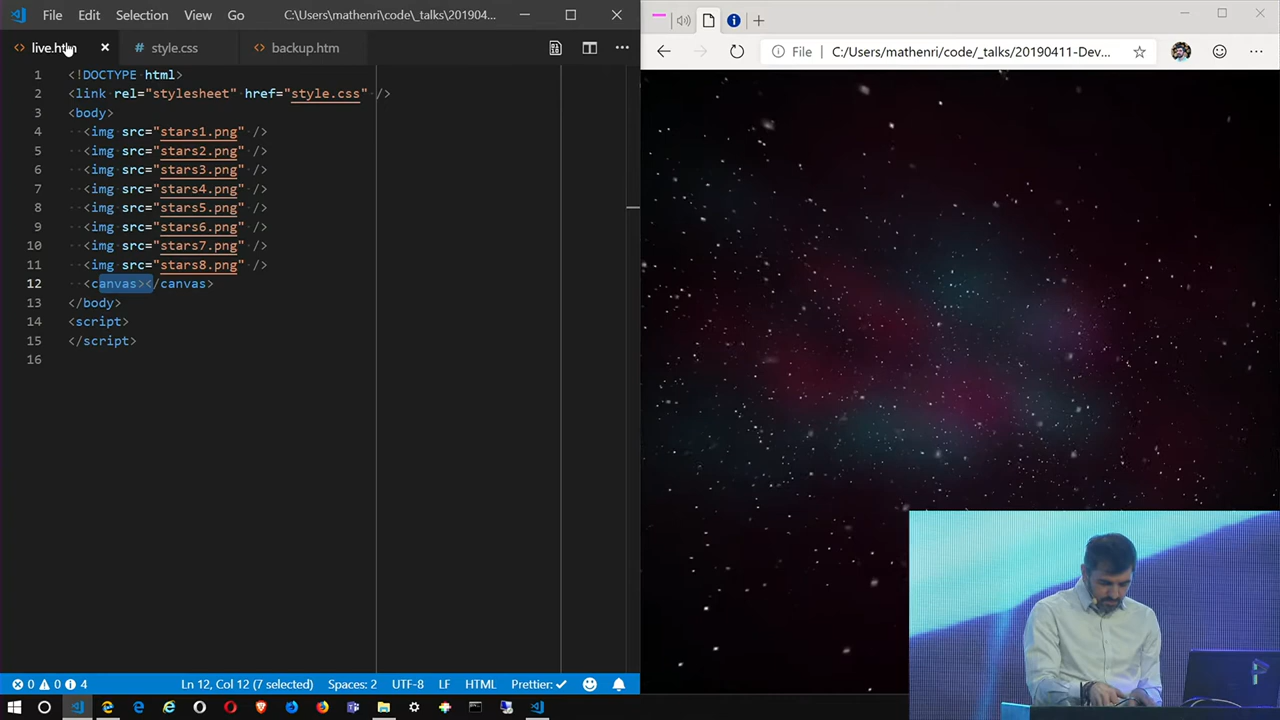 File Edit Selection View Go C:\Users\mathenri\code\_talks\20194...
live.htm style.css backup.htm
File C:/Users/mathenri/code/_talks/20190411-Dev...
1 <!DOCTYPE html>
2 <link rel="stylesheet" href="style.css" />
3 <body>
4 <img src="stars1.png" />
5 <img src="stars2.png" />
6 <img src="stars3.png" />
7 <img src="stars4.png" />
8 <img src="stars5.png" />
9 <img src="stars6.png" />
10 <img src="stars7.png" />
11 <img src="stars8.png" />
12 <canvas></canvas>
13 </body>
14 <script>
15 </script>
16
0 0 4 Ln 12, Col 12 (7 selected) Spaces: 2 UTF-8 LF HTML Prettier: